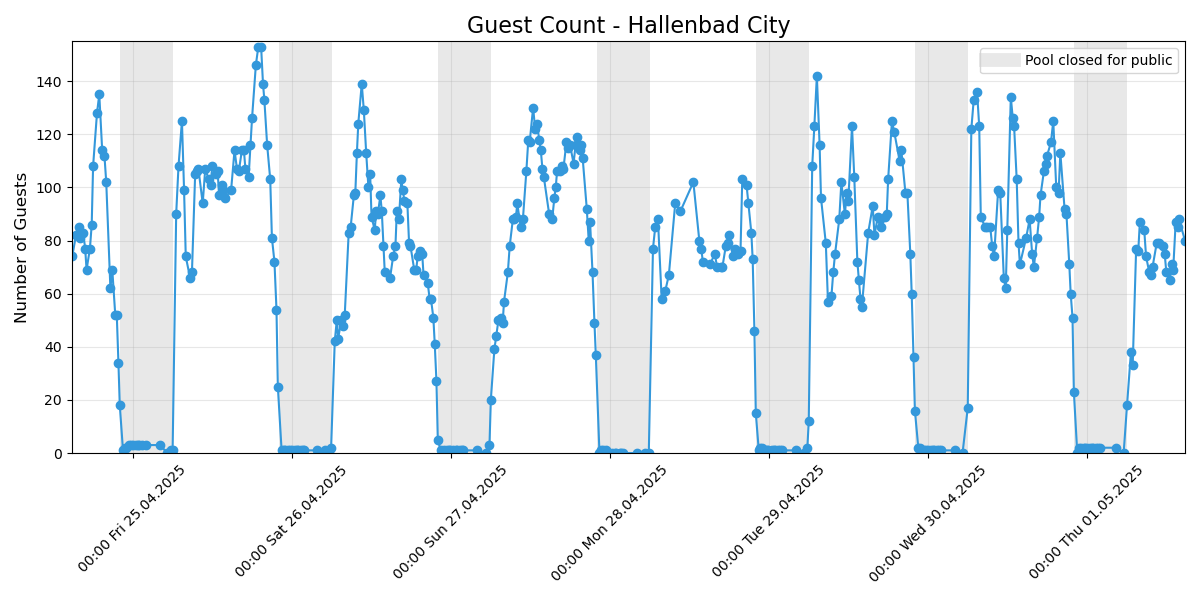 Guest Count - Hallenbad City
Pool closed for public
Number of Guests
140
120
100
80
60
40
20
0
00:00 Fri 25.04.2025
00:00 Sat 26.04.2025
00:00 Sun 27.04.2025
00:00 Mon 28.04.2025
00:00 Tue 29.04.2025
00:00 Wed 30.04.2025
00:00 Thu 01.05.2025